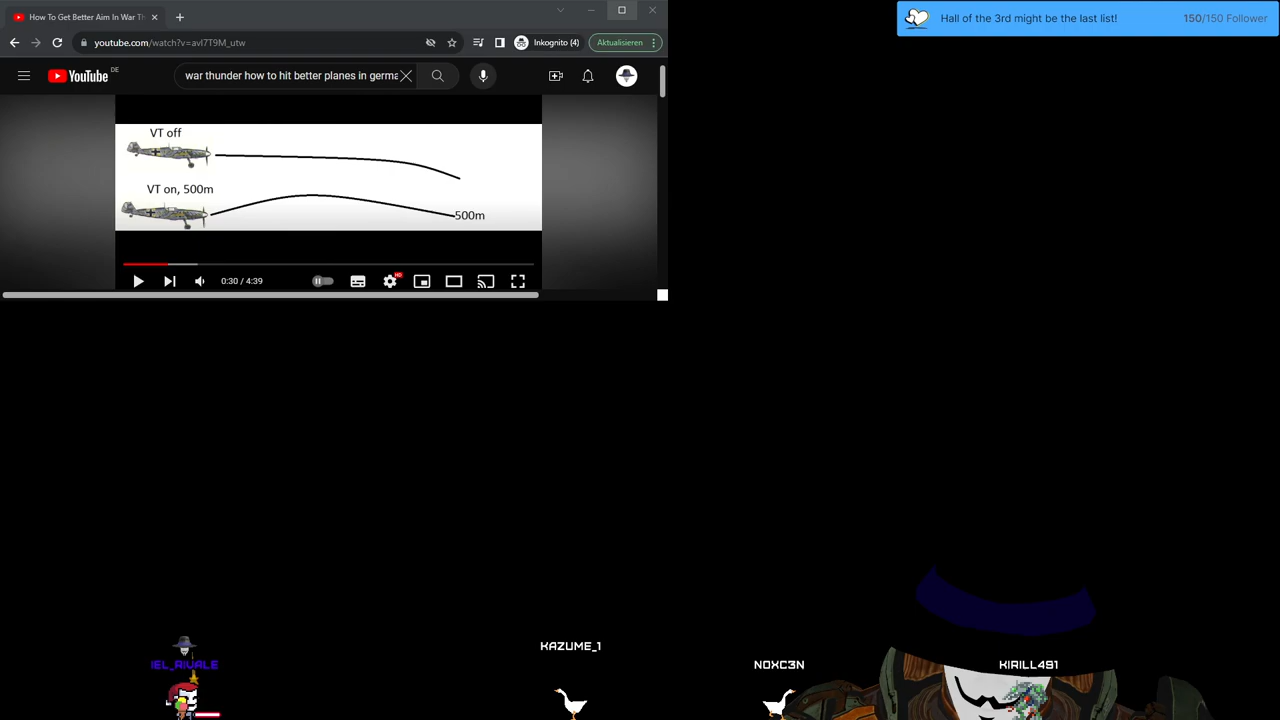 How To Get Better Aim In War Th
youtube.com/watch?v=avI7T9M_utw
Inkognito (4)
Aktualisieren
YouTube DE
war thunder how to hit better planes in germa
VT off
VT on, 500m
500m
0:30 / 4:39
HD
Hall of the 3rd might be the last list!
150/150 Follower
IEL_RIVALE
KAZUME_1
N0XC3N
KIRILL491